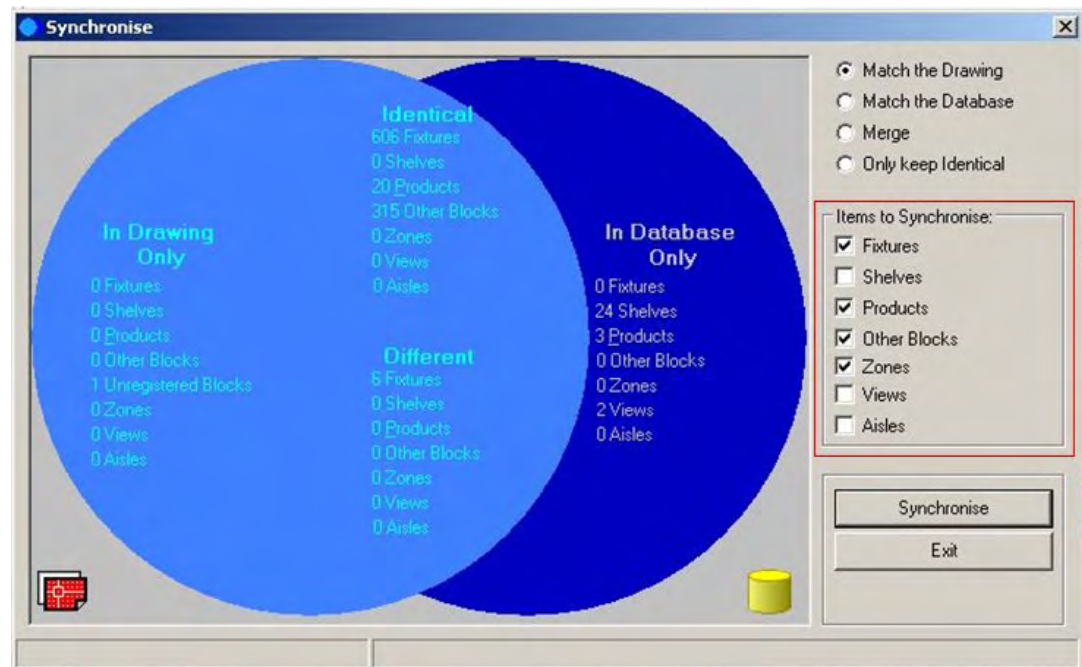 Synchronise
Identical
606 Fixtures
0 Shelves
20 Products
315 Other Blocks
0 Zones
0 Views
0 Aisles
In Drawing
Only
0 Fixtures
0 Shelves
0 Products
0 Other Blocks
1 Unregistered Blocks
0 Zones
0 Views
0 Aisles
Different
6 Fixtures
0 Shelves
0 Products
0 Other Blocks
0 Zones
0 Views
0 Aisles
In Database
Only
0 Fixtures
24 Shelves
3 Products
0 Other Blocks
0 Zones
2 Views
0 Aisles
Match the Drawing
Match the Database
Merge
Only keep Identical
Items to Synchronise:
Fixtures
Shelves
Products
Other Blocks
Zones
Views
Aisles
Synchronise
Exit